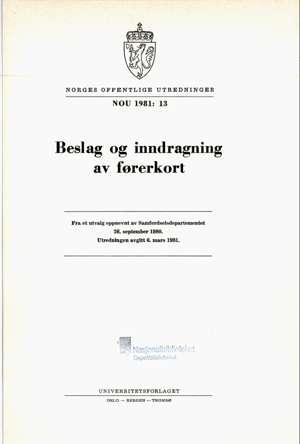 NORGES OFFENTLIGE UTREDNINGER
NOU 1981: 13
Beslag og inndragning
av førerkort
Fra et utvalg oppnevnt av Samferdselsdepartementet
26. september 1980.
Utredningen avgitt 6. mars 1981.
Nasjonalbiblioteket
Depotbiblioteket
UNIVERSITETSFORLAGET
OSLO — BERGEN — TROMSØ